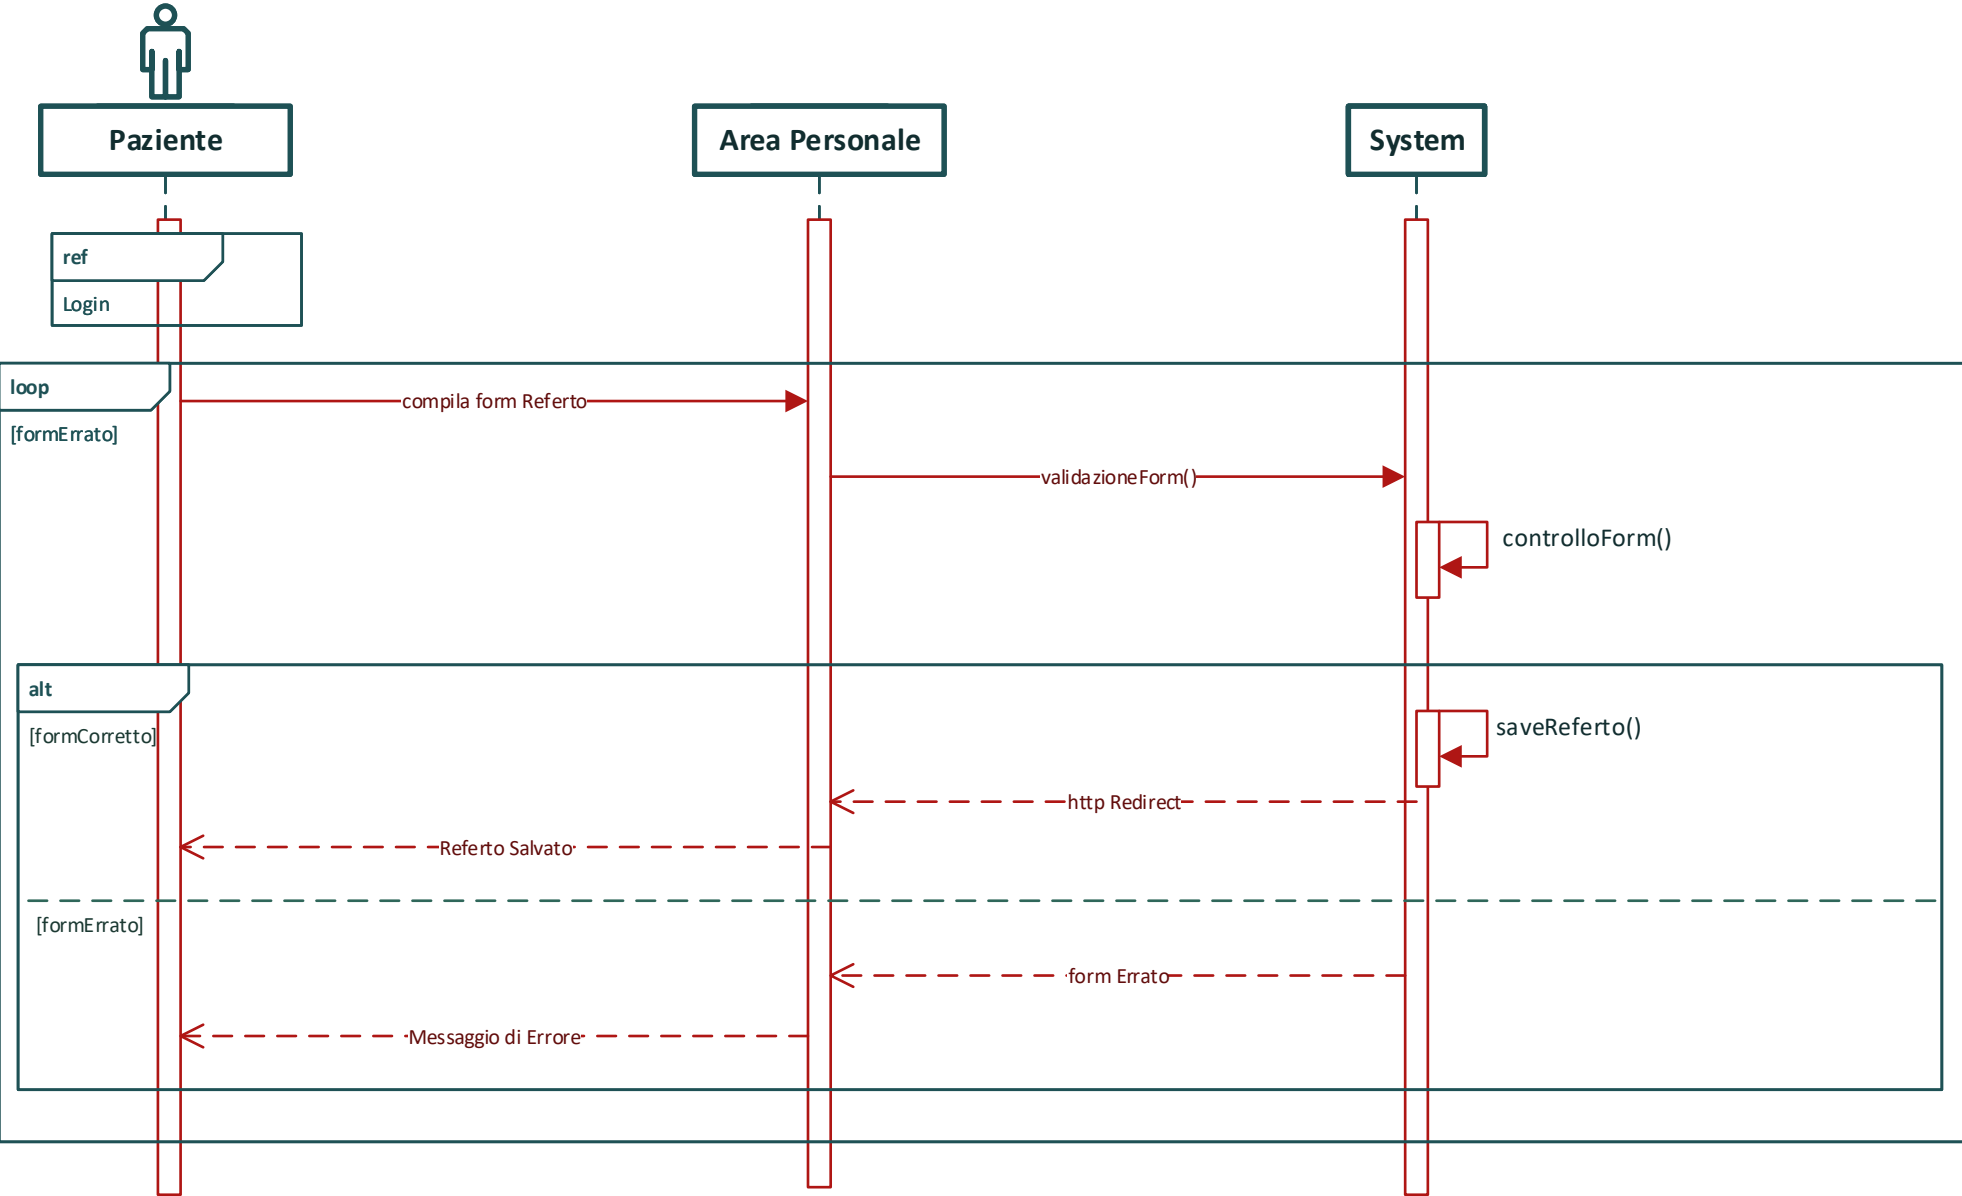 Paziente
Area Personale
System
ref
Login
loop
[formErrato]
compila form Referto
validazioneForm()
controlloForm()
alt
[formCorretto]
saveReferto()
http Redirect
Referto Salvato
[formErrato]
form Errato
Messaggio di Errore